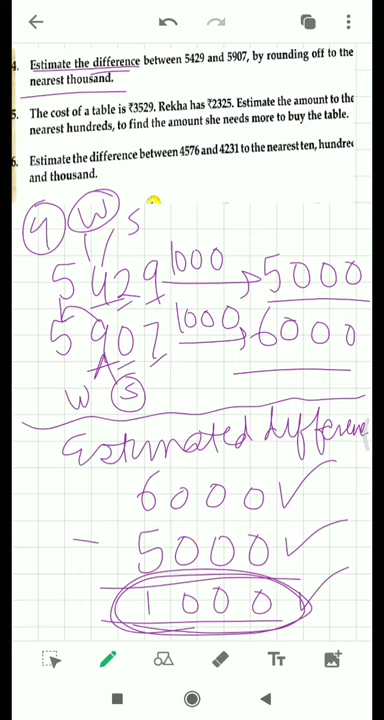 4. Estimate the difference between 5429 and 5907, by rounding off to the
nearest thousand.
5. The cost of a table is ₹3529. Rekha has ₹2325. Estimate the amount to the
nearest hundreds, to find the amount she needs more to buy the table.
6. Estimate the difference between 4576 and 4231 to the nearest ten, hundred
and thousand.
4 W S
5429 1000 5000
5907 1000 6000
W S
Estimated difference
6000
- 5000
1000
TT